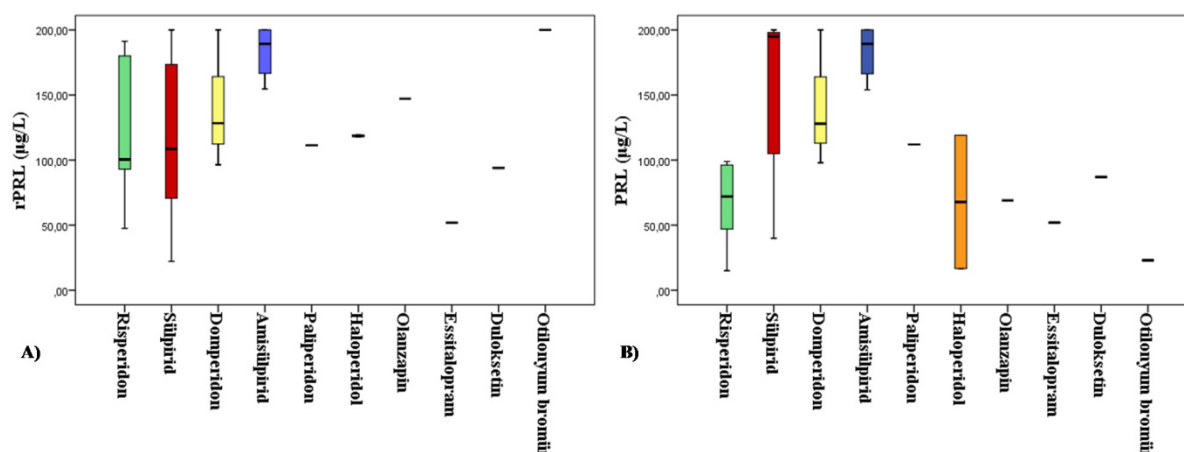 rPRL (µg/L)
200,00
150,00
100,00
50,00
,00
Risperidon
Sülpirid
Domperidon
Amisülpirid
Paliperidon
Haloperidol
Olanzapin
Essitalopram
Duloksetin
Otilonyum bromür
A)
PRL (µg/L)
200,00
150,00
100,00
50,00
,00
Risperidon
Sülpirid
Domperidon
Amisülpirid
Paliperidon
Haloperidol
Olanzapin
Essitalopram
Duloksetin
Otilonyum bromür
B)